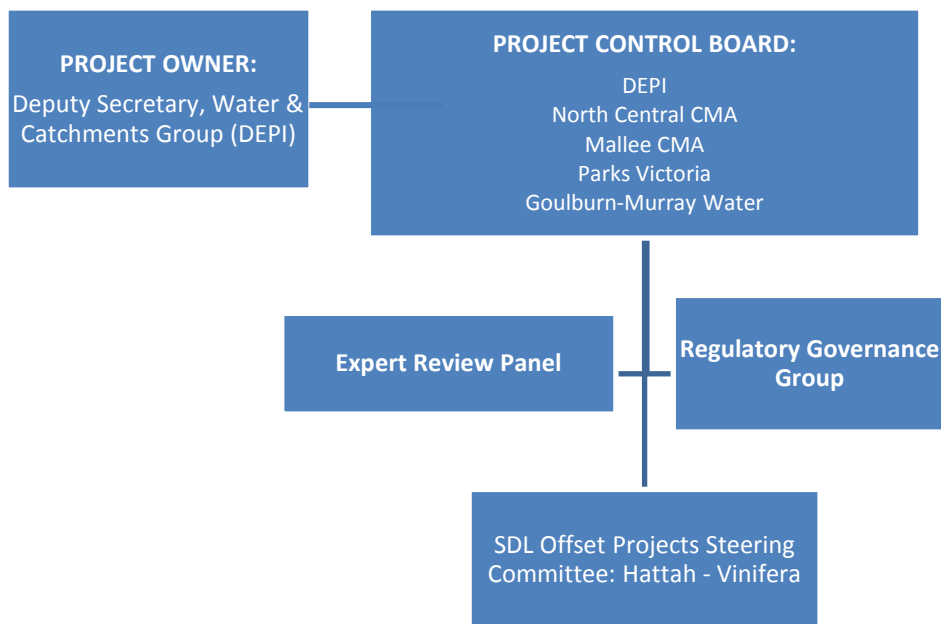 PROJECT OWNER:
Deputy Secretary, Water &
Catchments Group (DEPI)
PROJECT CONTROL BOARD:
DEPI
North Central CMA
Mallee CMA
Parks Victoria
Goulburn-Murray Water
Expert Review Panel
Regulatory Governance
Group
SDL Offset Projects Steering
Committee: Hattah - Vinifera